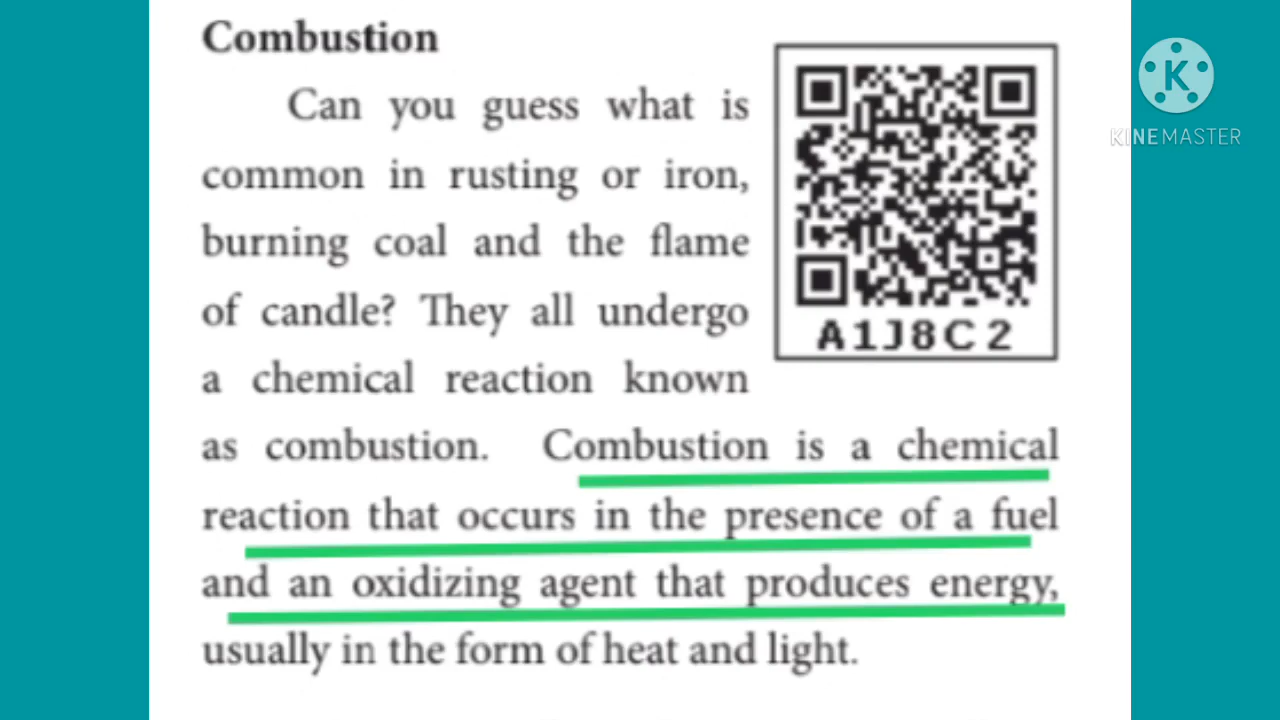 Combustion
Can you guess what is
common in rusting or iron,
burning coal and the flame
of candle? They all undergo
a chemical reaction known
as combustion. Combustion is a chemical
reaction that occurs in the presence of a fuel
and an oxidizing agent that produces energy,
usually in the form of heat and light.
A1J8C2
K
KINEMASTER